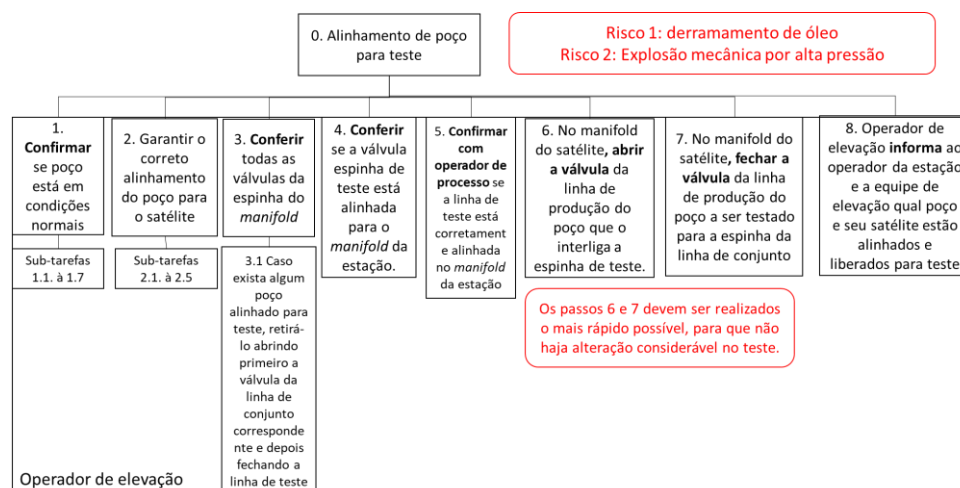 0. Alinhamento de poço
para teste
Risco 1: derramamento de óleo
Risco 2: Explosão mecânica por alta pressão
1.
Confirmar
se poço
está em
condições
normais
Sub-tarefas
1.1. à 1.7
2. Garantir o
correto
alinhamento
do poço para
o satélite
Sub-tarefas
2.1. à 2.5
3. Conferir
todas as
válvulas da
espinha do
manifold
3.1 Caso
exista algum
poço
alinhado para
teste, retirá-
lo abrindo
primeiro a
válvula da
linha de
conjunto
corresponde
nte e depois
fechando a
linha de teste
4. Conferir
se a válvula
espinha de
teste está
alinhada
para o
manifold da
estação.
5. Confirmar
com
operador de
processo se
a linha de
teste está
corretament
e alinhada
no manifold
da estação
6. No manifold
do satélite, abrir
a válvula da
linha de
produção do
poço que o
interliga a
espinha de teste.
7. No manifold do
satélite, fechar a
válvula da linha
de produção do
poço a ser testado
para a espinha da
linha de conjunto
Os passos 6 e 7 devem ser realizados
o mais rápido possível, para que não
haja alteração considerável no teste.
8. Operador de
elevação informa ao
operador da estação
e a equipe de
elevação qual poço
e seu satélite estão
alinhados e
liberados para teste
Operador de elevação